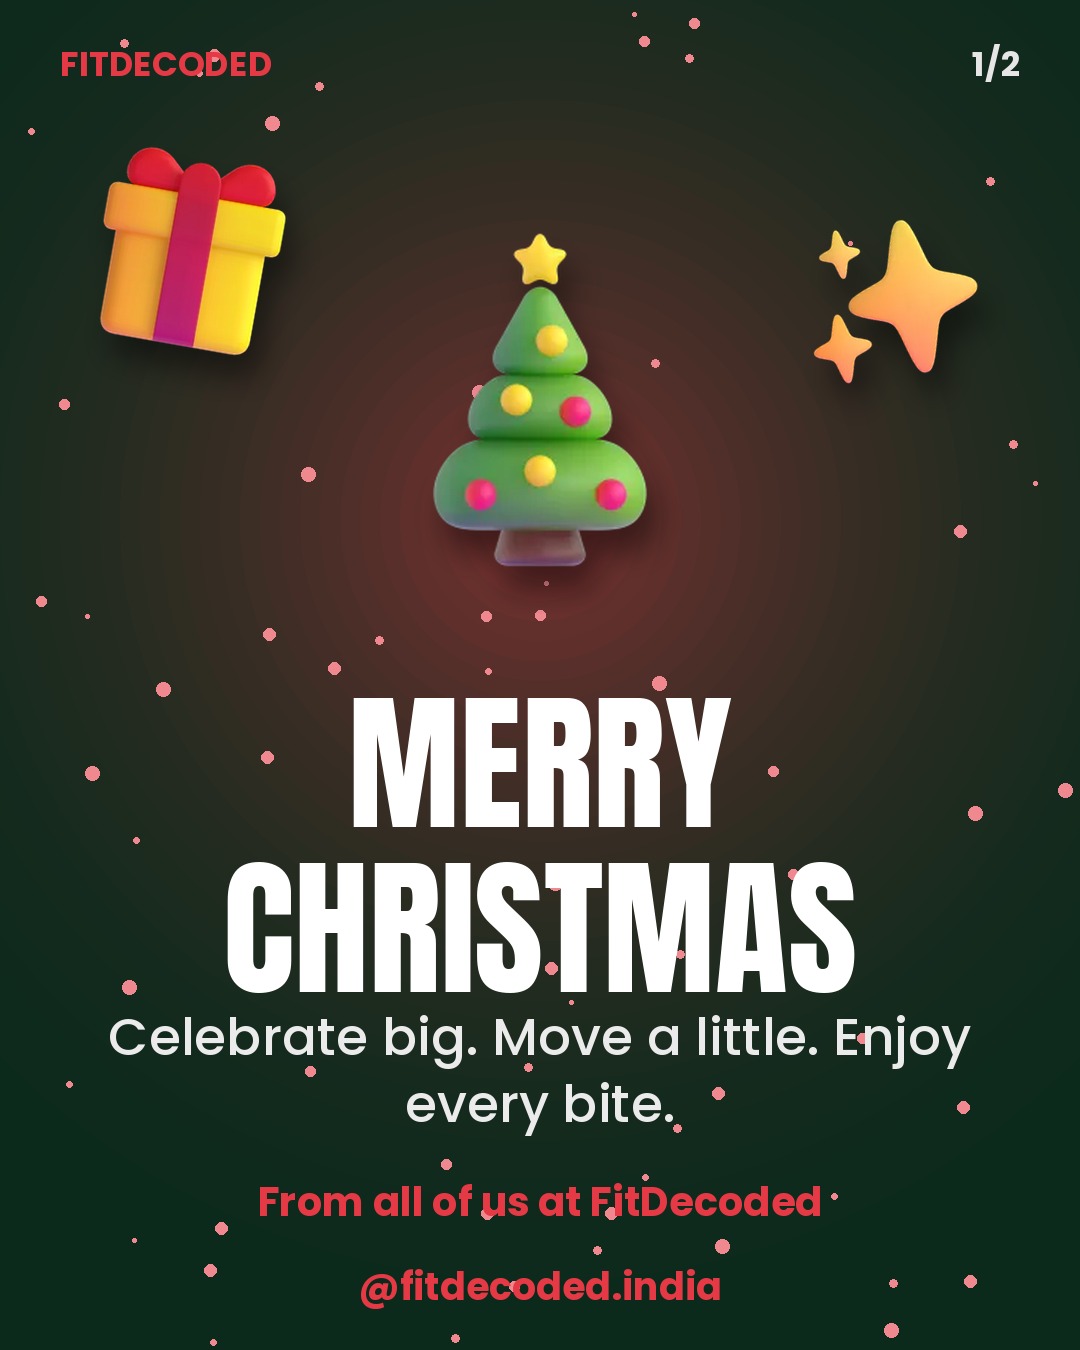 FITDECODED
1/2
MERRY
CHRISTMAS
Celebrate big. Move a little. Enjoy
every bite.
From all of us at FitDecoded
@fitdecoded.india